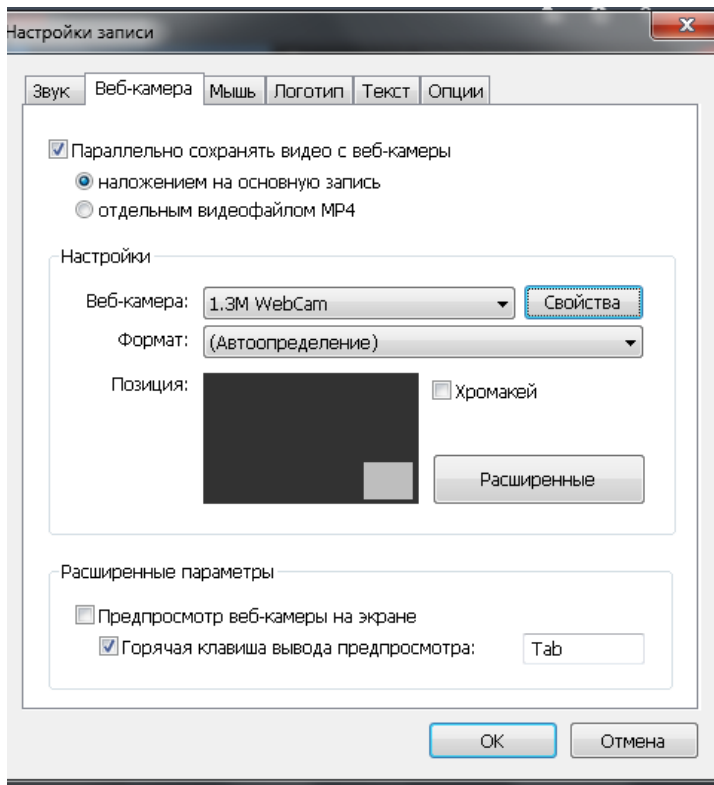 Настройки записи
Звук Веб-камера Мышь Логотип Текст Опции
Параллельно сохранять видео с веб-камеры
наложением на основную запись
отдельным видеофайлом MP4
Настройки
Веб-камера: 1.3M WebCam Свойства
Формат: (Автоопределение)
Позиция: Хромакей
Расширенные
Расширенные параметры
Предпросмотр веб-камеры на экране
Горячая клавиша вывода предпросмотра: Tab
OK Отмена